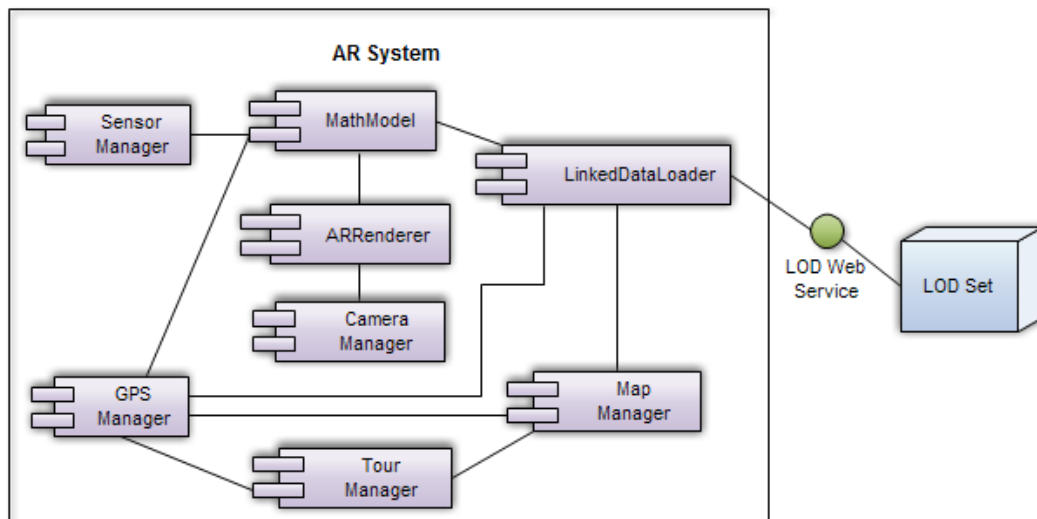 AR System
Sensor
Manager
MathModel
LinkedDataLoader
ARRenderer
LOD Web
Service
LOD Set
Camera
Manager
GPS
Manager
Map
Manager
Tour
Manager